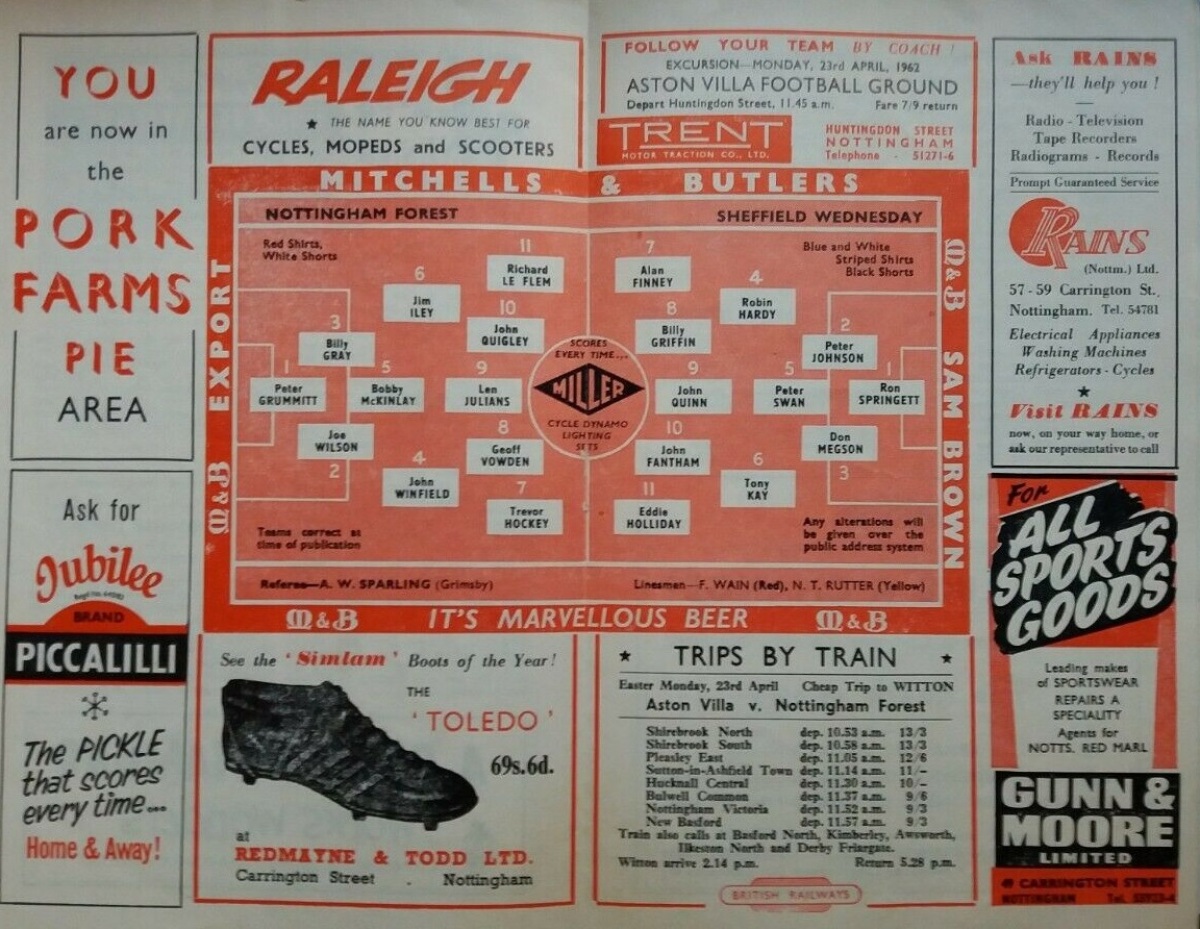 YOU
are now in
the
PORK
FARMS
PIE
AREA
Ask for
Jubilee
BRAND
PICCALILLI
The PICKLE
that scores
every time...
Home & Away!
RALEIGH
★ THE NAME YOU KNOW BEST FOR
CYCLES, MOPEDS and SCOOTERS
FOLLOW YOUR TEAM BY COACH !
EXCURSION—MONDAY, 23rd APRIL, 1962
ASTON VILLA FOOTBALL GROUND
Depart Huntingdon Street, 11.45 a.m. Fare 7/9 return
TRENT
MOTOR TRACTION CO., LTD.
HUNTINGDON STREET
NOTTINGHAM
Telephone - 51271-6
MITCHELLS & BUTLERS
M&B EXPORT
M&B SAM BROWN
NOTTINGHAM FOREST
SHEFFIELD WEDNESDAY
Red Shirts,
White Shorts
Blue and White
Striped Shirts
Black Shorts
11
Richard
LE FLEM
7
Alan
FINNEY
6
Jim
ILEY
4
Robin
HARDY
10
John
QUIGLEY
8
Billy
GRIFFIN
3
Billy
GRAY
2
Peter
JOHNSON
1
Peter
GRUMMITT
5
Bobby
McKINLAY
9
Len
JULIANS
SCORES
EVERY TIME...
MILLER
CYCLE DYNAMO
LIGHTING
SETS
9
John
QUINN
5
Peter
SWAN
1
Ron
SPRINGETT
Joe
WILSON
2
8
Geoff
VOWDEN
10
John
FANTHAM
Don
MEGSON
3
4
John
WINFIELD
6
Tony
KAY
7
Trevor
HOCKEY
11
Eddie
HOLLIDAY
Teams correct at
time of publication
Any alterations will
be given over the
public address system
Referee—A. W. SPARLING (Grimsby)
Linesmen—F. WAIN (Red), N. T. RUTTER (Yellow)
M&B IT'S MARVELLOUS BEER M&B
See the 'Simlam' Boots of the Year!
THE
'TOLEDO'
69s. 6d.
at
REDMAYNE & TODD LTD.
Carrington Street . Nottingham
★ TRIPS BY TRAIN ★
Easter Monday, 23rd April Cheap Trip to WITTON
Aston Villa v. Nottingham Forest
Shirebrook North dep. 10.53 a.m. 13/3
Shirebrook South dep. 10.58 a.m. 13/3
Pleasley East dep. 11.05 a.m. 12/6
Sutton-in-Ashfield Town dep. 11.14 a.m. 11/-
Hucknall Central dep. 11.30 a.m. 10/-
Bulwell Common dep. 11.37 a.m. 9/6
Nottingham Victoria dep. 11.52 a.m. 9/3
New Basford dep. 11.57 a.m. 9/3
Train also calls at Basford North, Kimberley, Awsworth,
Ilkeston North and Derby Friargate.
Witton arrive 2.14 p.m. Return 5.28 p.m.
BRITISH RAILWAYS
Ask RAINS
—they'll help you !
Radio - Television
Tape Recorders
Radiograms - Records
Prompt Guaranteed Service
RAINS
(Nottm.) Ltd.
57-59 Carrington St.,
Nottingham. Tel. 54781
Electrical Appliances
Washing Machines
Refrigerators - Cycles
★
Visit RAINS
now, on your way home, or
ask our representative to call
For
ALL
SPORTS
GOODS
Leading makes
of SPORTSWEAR
REPAIRS A
SPECIALITY
Agents for
NOTTS. RED MARL
GUNN &
MOORE
LIMITED
49 CARRINGTON STREET
NOTTINGHAM Tel.